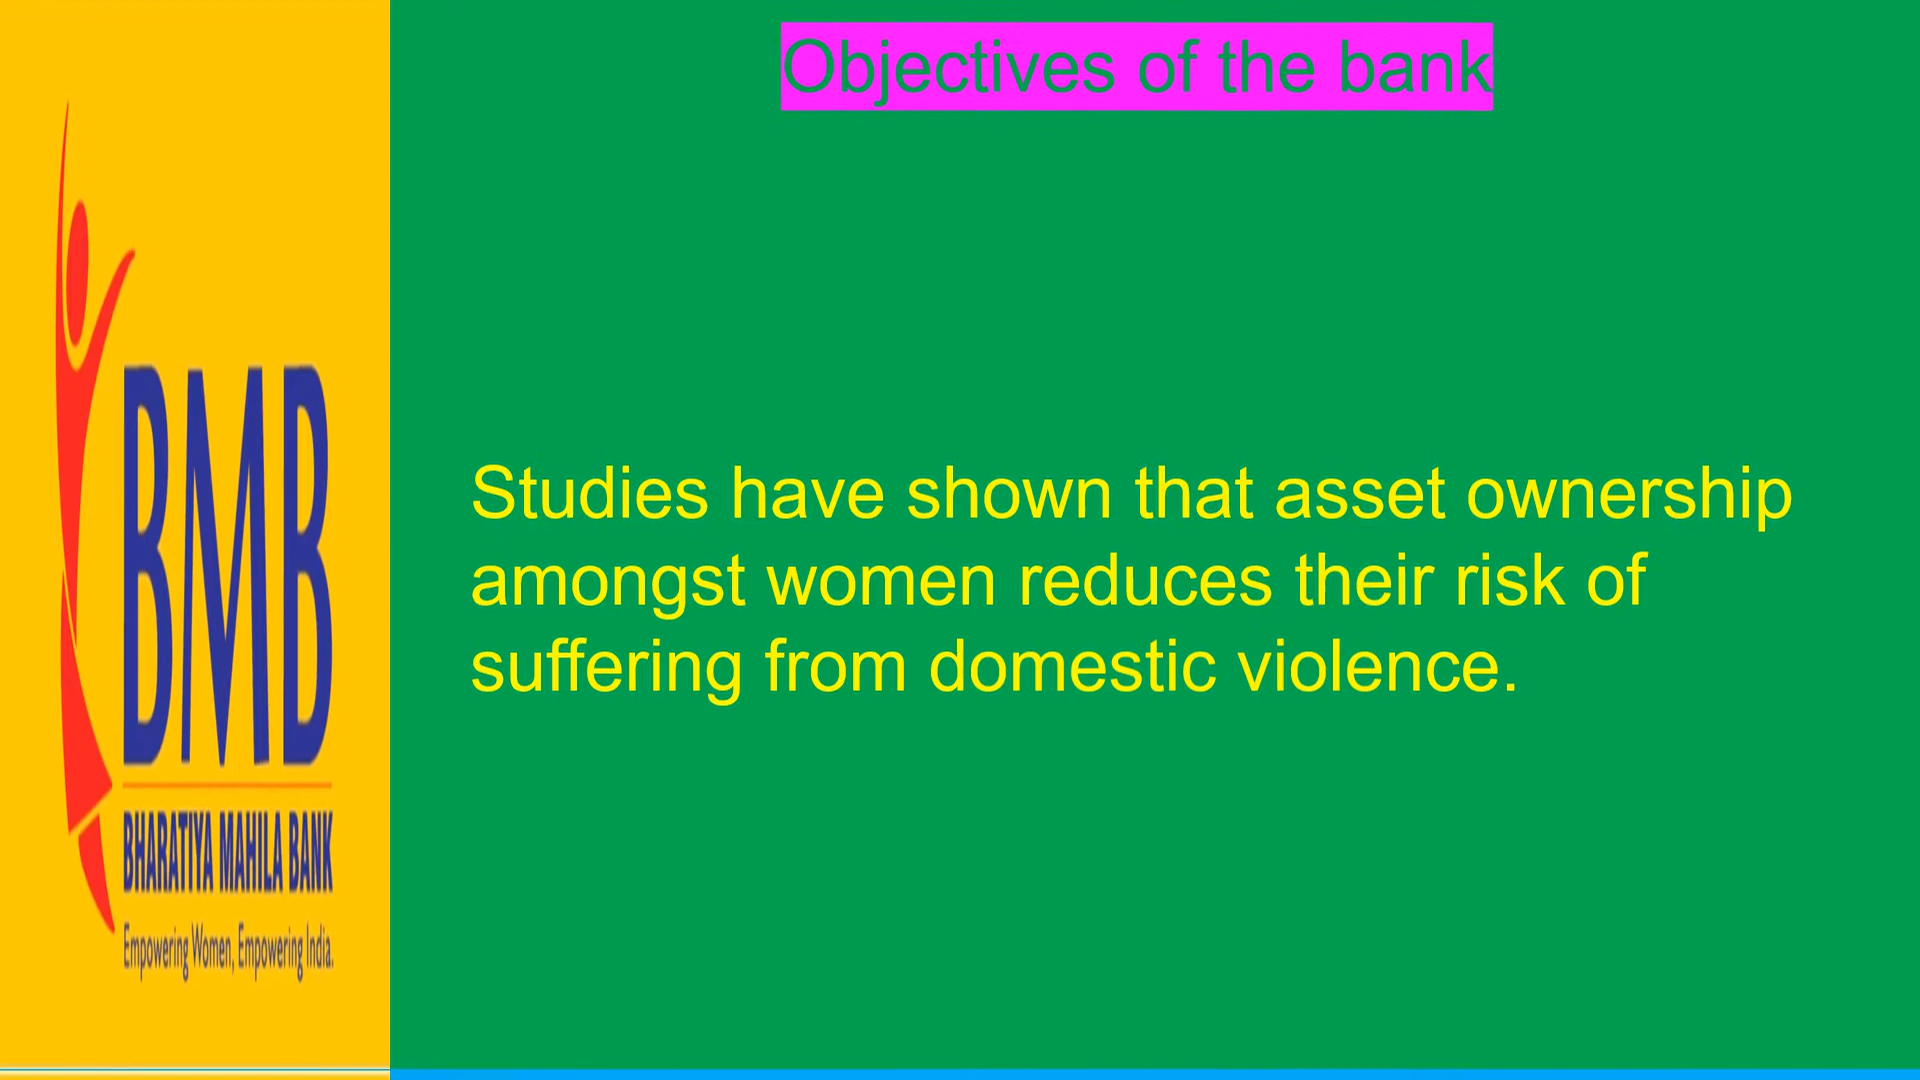 Objectives of the bank
Studies have shown that asset ownership
amongst women reduces their risk of
suffering from domestic violence.
BMB
BHARATIYA MAHILA BANK
Empowering Women, Empowering India.